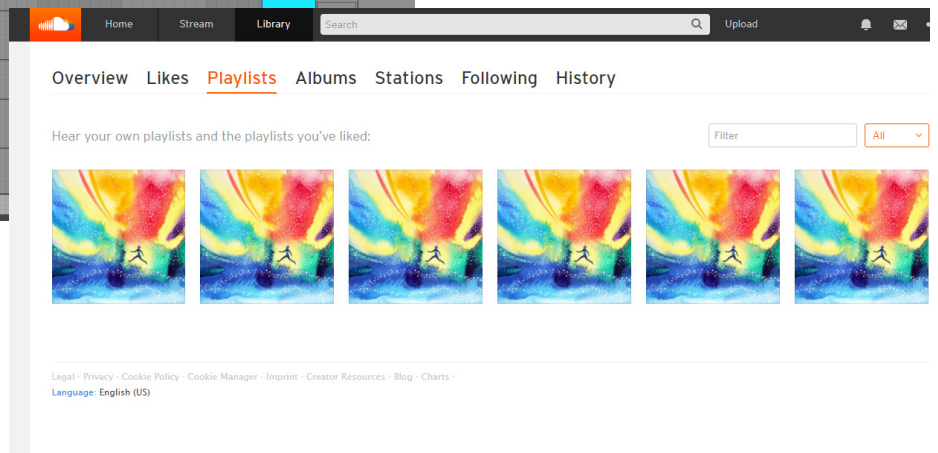 Home Stream Library Search Upload
Overview Likes Playlists Albums Stations Following History
Hear your own playlists and the playlists you've liked:
Filter All
Legal - Privacy - Cookie Policy - Cookie Manager - Imprint - Creator Resources - Blog - Charts -
Language: English (US)